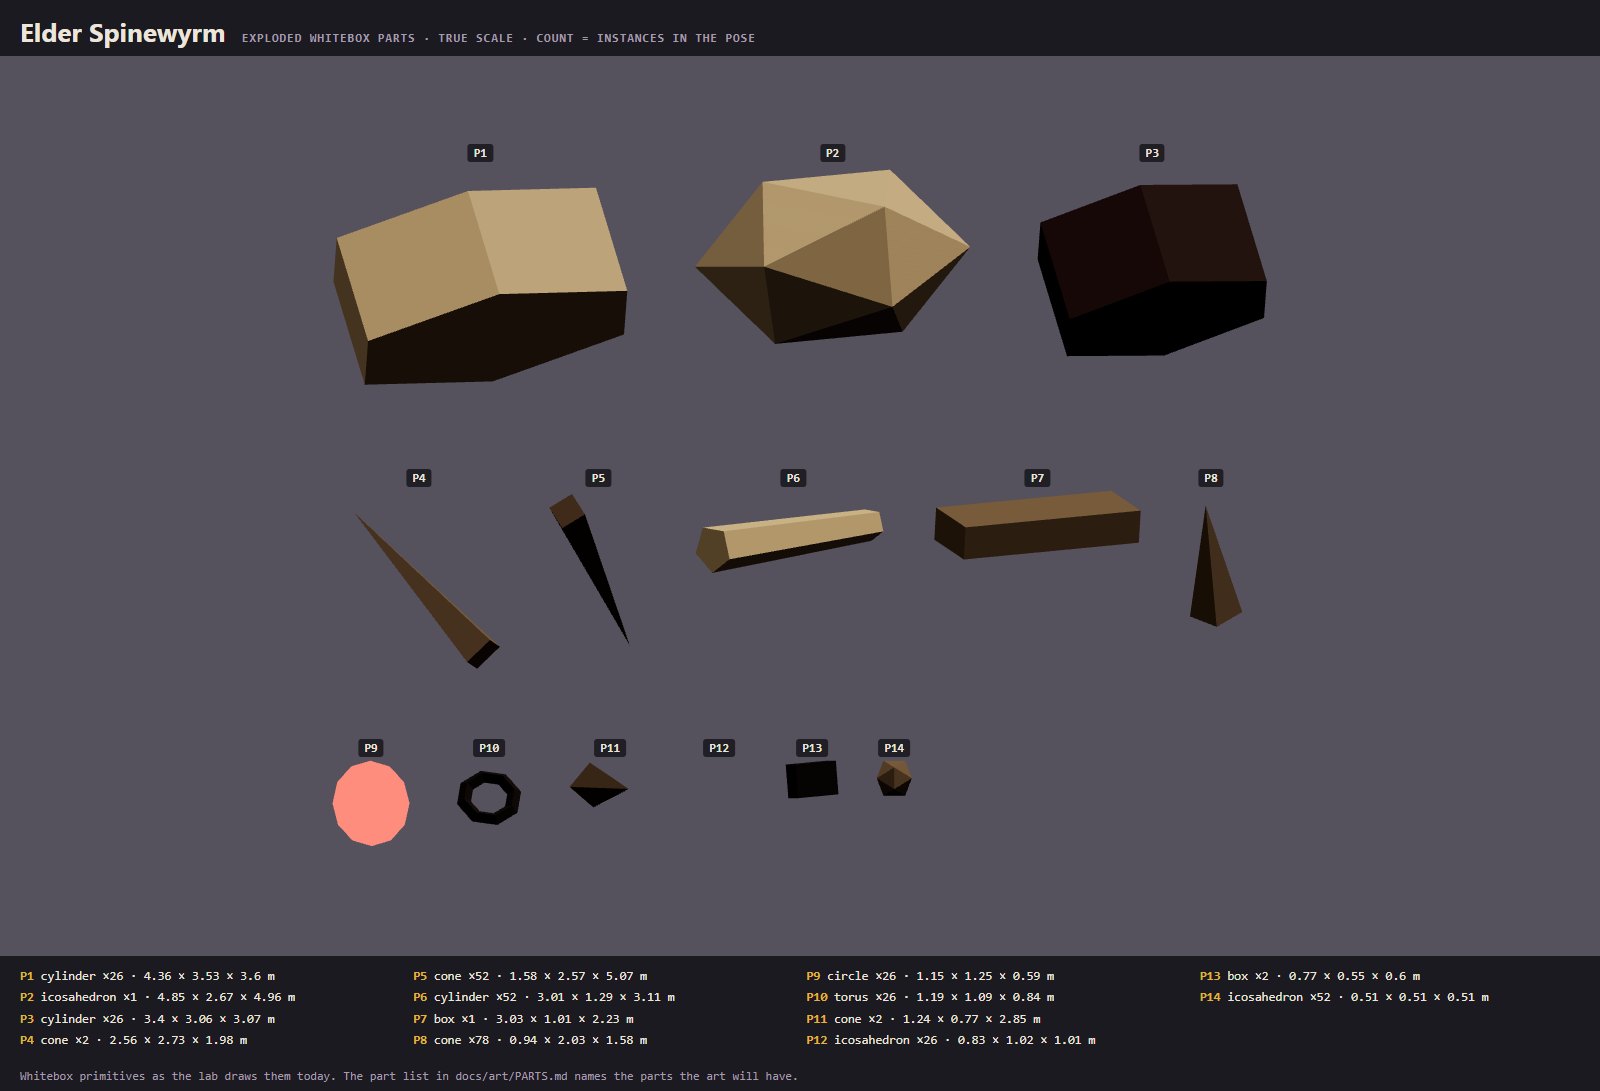 Elder Spinewyrm EXPLODED WHITEBOX PARTS · TRUE SCALE · COUNT = INSTANCES IN THE POSE
P1 P2 P3
P4 P5 P6 P7 P8
P9 P10 P11 P12 P13 P14
P1 cylinder ×26 · 4.36 × 3.53 × 3.6 m
P2 icosahedron ×1 · 4.85 × 2.67 × 4.96 m
P3 cylinder ×26 · 3.4 × 3.06 × 3.07 m
P4 cone ×2 · 2.56 × 2.73 × 1.98 m
P5 cone ×52 · 1.58 × 2.57 × 5.07 m
P6 cylinder ×52 · 3.01 × 1.29 × 3.11 m
P7 box ×1 · 3.03 × 1.01 × 2.23 m
P8 cone ×78 · 0.94 × 2.03 × 1.58 m
P9 circle ×26 · 1.15 × 1.25 × 0.59 m
P10 torus ×26 · 1.19 × 1.09 × 0.84 m
P11 cone ×2 · 1.24 × 0.77 × 2.85 m
P12 icosahedron ×26 · 0.83 × 1.02 × 1.01 m
P13 box ×2 · 0.77 × 0.55 × 0.6 m
P14 icosahedron ×52 · 0.51 × 0.51 × 0.51 m
Whitebox primitives as the lab draws them today. The part list in docs/art/PARTS.md names the parts the art will have.